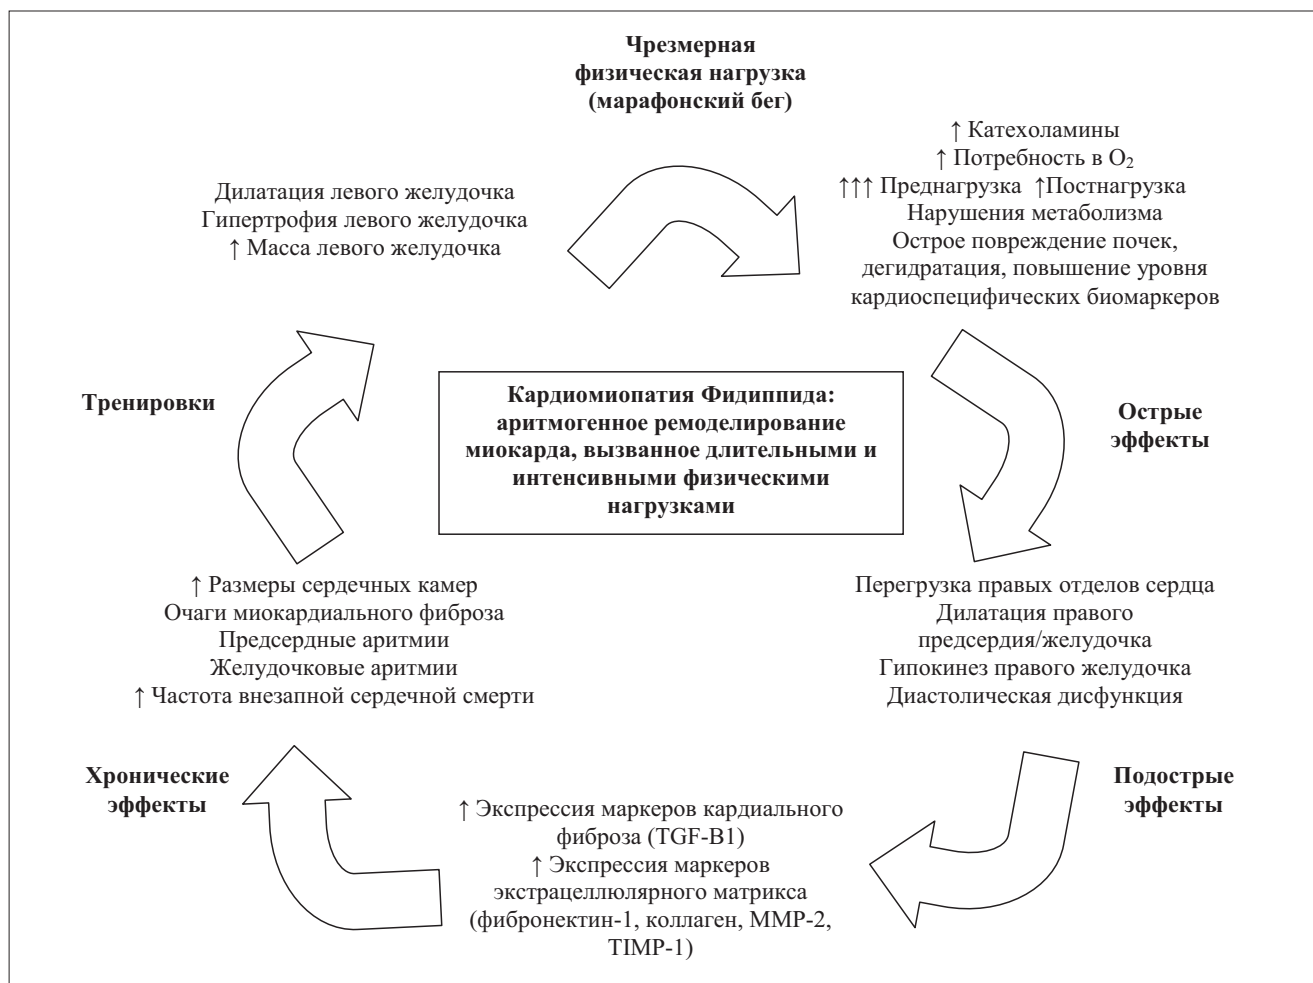 Чрезмерная
физическая нагрузка
(марафонский бег)
↑ Катехоламины
↑ Потребность в O₂
↑↑↑ Преднагрузка ↑Постнагрузка
Нарушения метаболизма
Острое повреждение почек,
дегидратация, повышение уровня
кардиоспецифических биомаркеров
Острые
эффекты
Перегрузка правых отделов сердца
Дилатация правого
предсердия/желудочка
Гипокинез правого желудочка
Диастолическая дисфункция
Подострые
эффекты
↑ Экспрессия маркеров кардиального
фиброза (TGF-B1)
↑ Экспрессия маркеров
экстрацеллюлярного матрикса
(фибронектин-1, коллаген, MMP-2,
TIMP-1)
Хронические
эффекты
↑ Размеры сердечных камер
Очаги миокардиального фиброза
Предсердные аритмии
Желудочковые аритмии
↑ Частота внезапной сердечной смерти
Тренировки
Дилатация левого желудочка
Гипертрофия левого желудочка
↑ Масса левого желудочка
Кардиомиопатия Фидиппида:
аритмогенное ремоделирование
миокарда, вызванное длительными и
интенсивными физическими
нагрузками